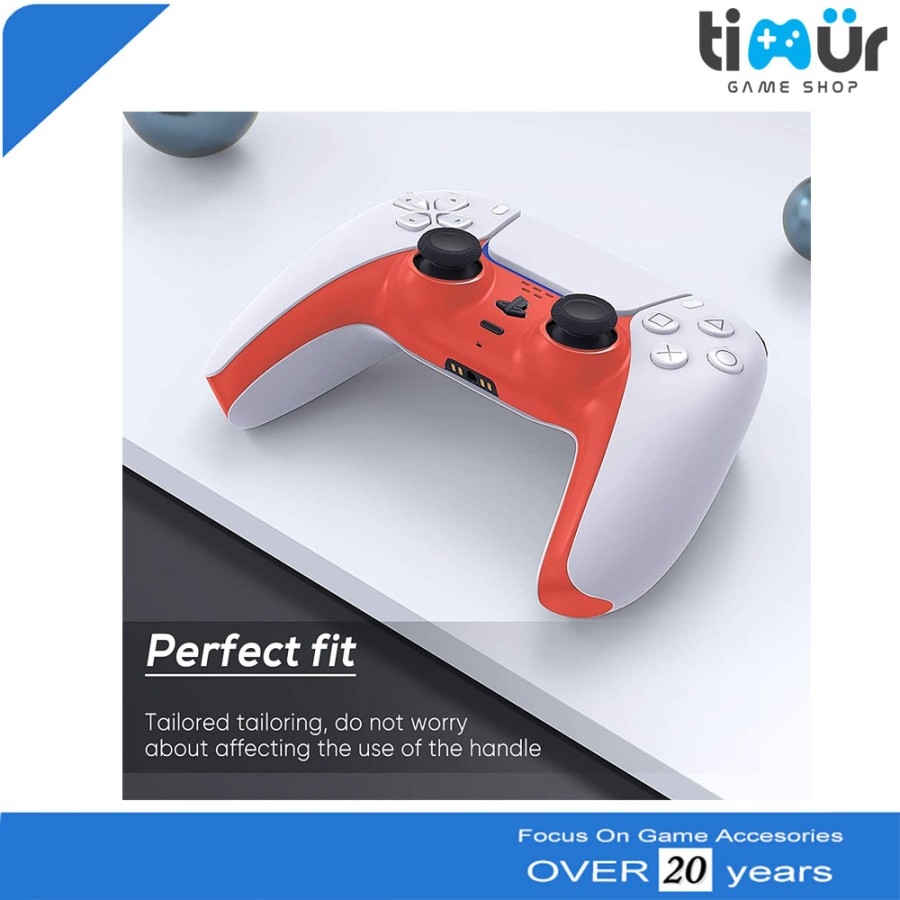 timür
GAME SHOP
Perfect fit
Tailored tailoring, do not worry
about affecting the use of the handle
Focus On Game Accesories
OVER 20 years